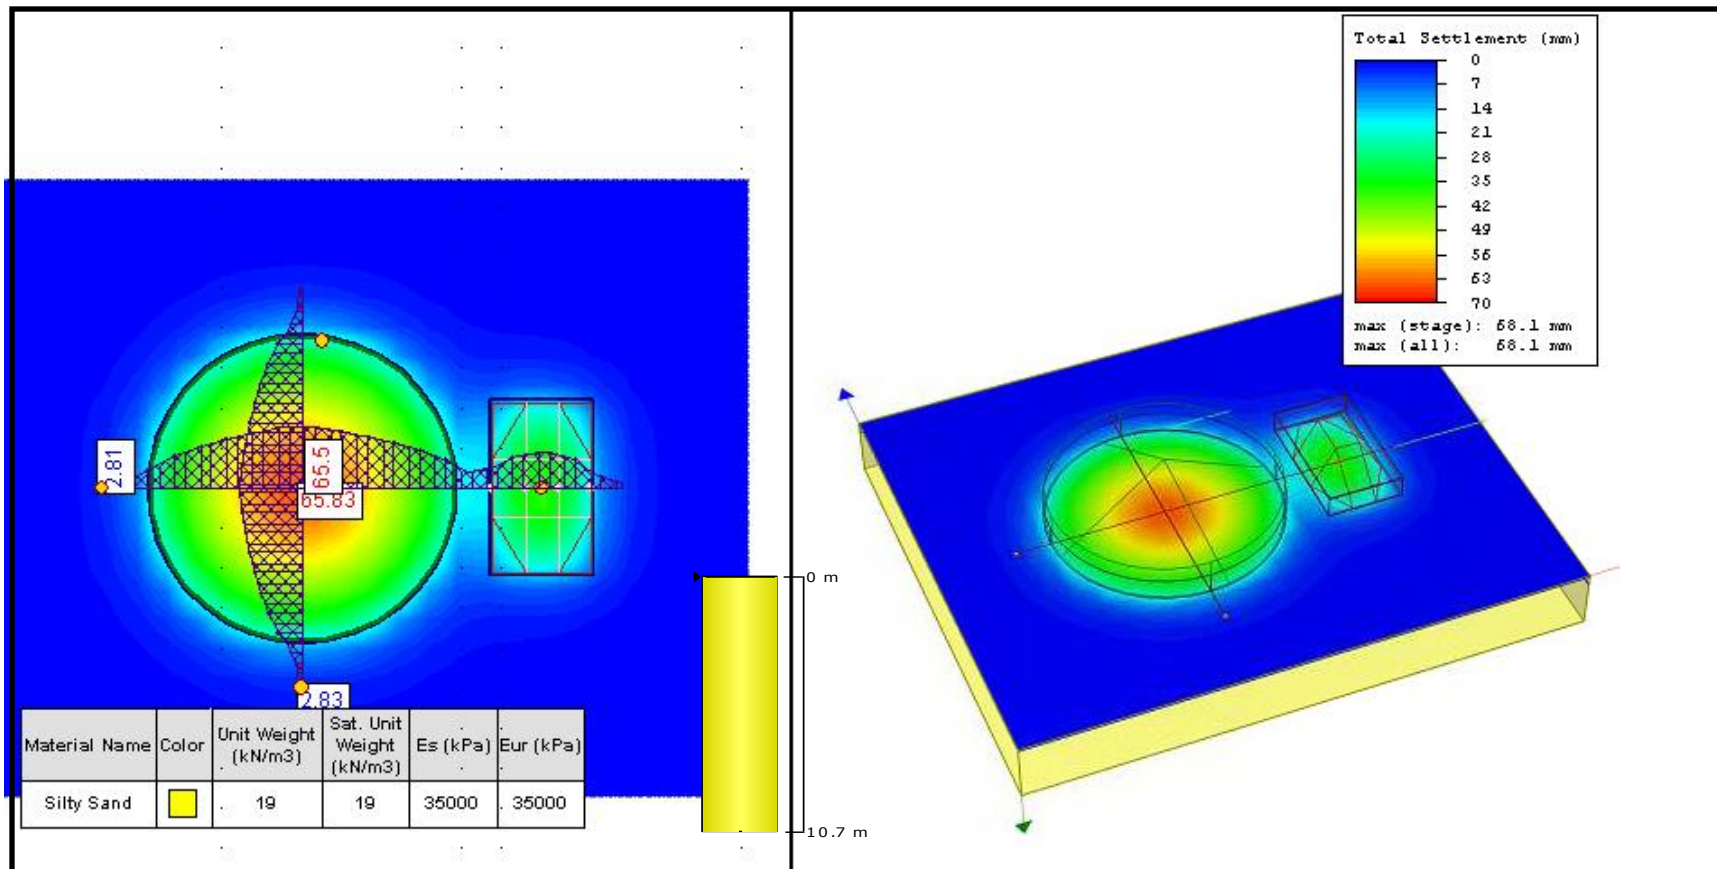 Total Settlement (mm)
0
7
14
21
28
35
42
49
56
63
70
max (stage): 68.1 mm
max (all): 68.1 mm
2.81
65.5
65.83
2.83
0 m
10.7 m
Material Name Color Unit Weight (kN/m3) Sat. Unit Weight (kN/m3) Es (kPa) Eur (kPa)
Silty Sand 19 19 35000 35000